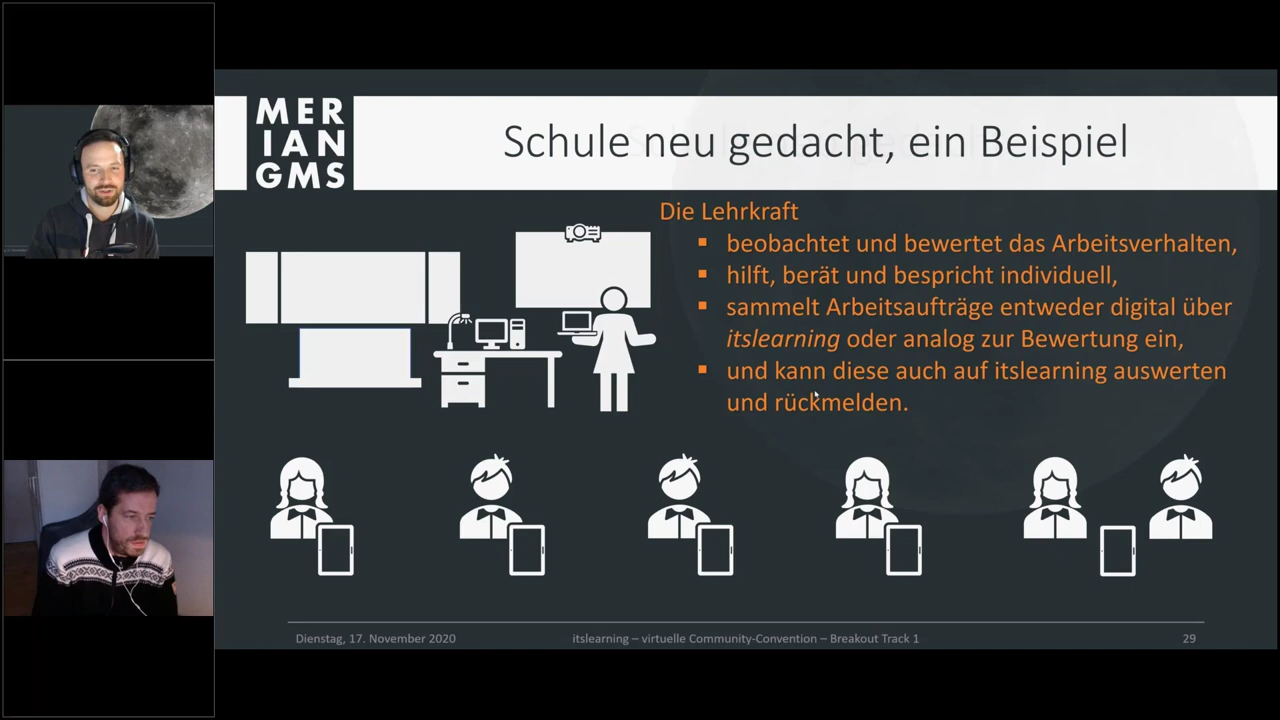 MER
IAN
GMS
Schule neu gedacht, ein Beispiel
Die Lehrkraft
▪ beobachtet und bewertet das Arbeitsverhalten,
▪ hilft, berät und bespricht individuell,
▪ sammelt Arbeitsaufträge entweder digital über
itslearning oder analog zur Bewertung ein,
▪ und kann diese auch auf itslearning auswerten
und rückmelden.
Dienstag, 17. November 2020
itslearning – virtuelle Community-Convention – Breakout Track 1
29